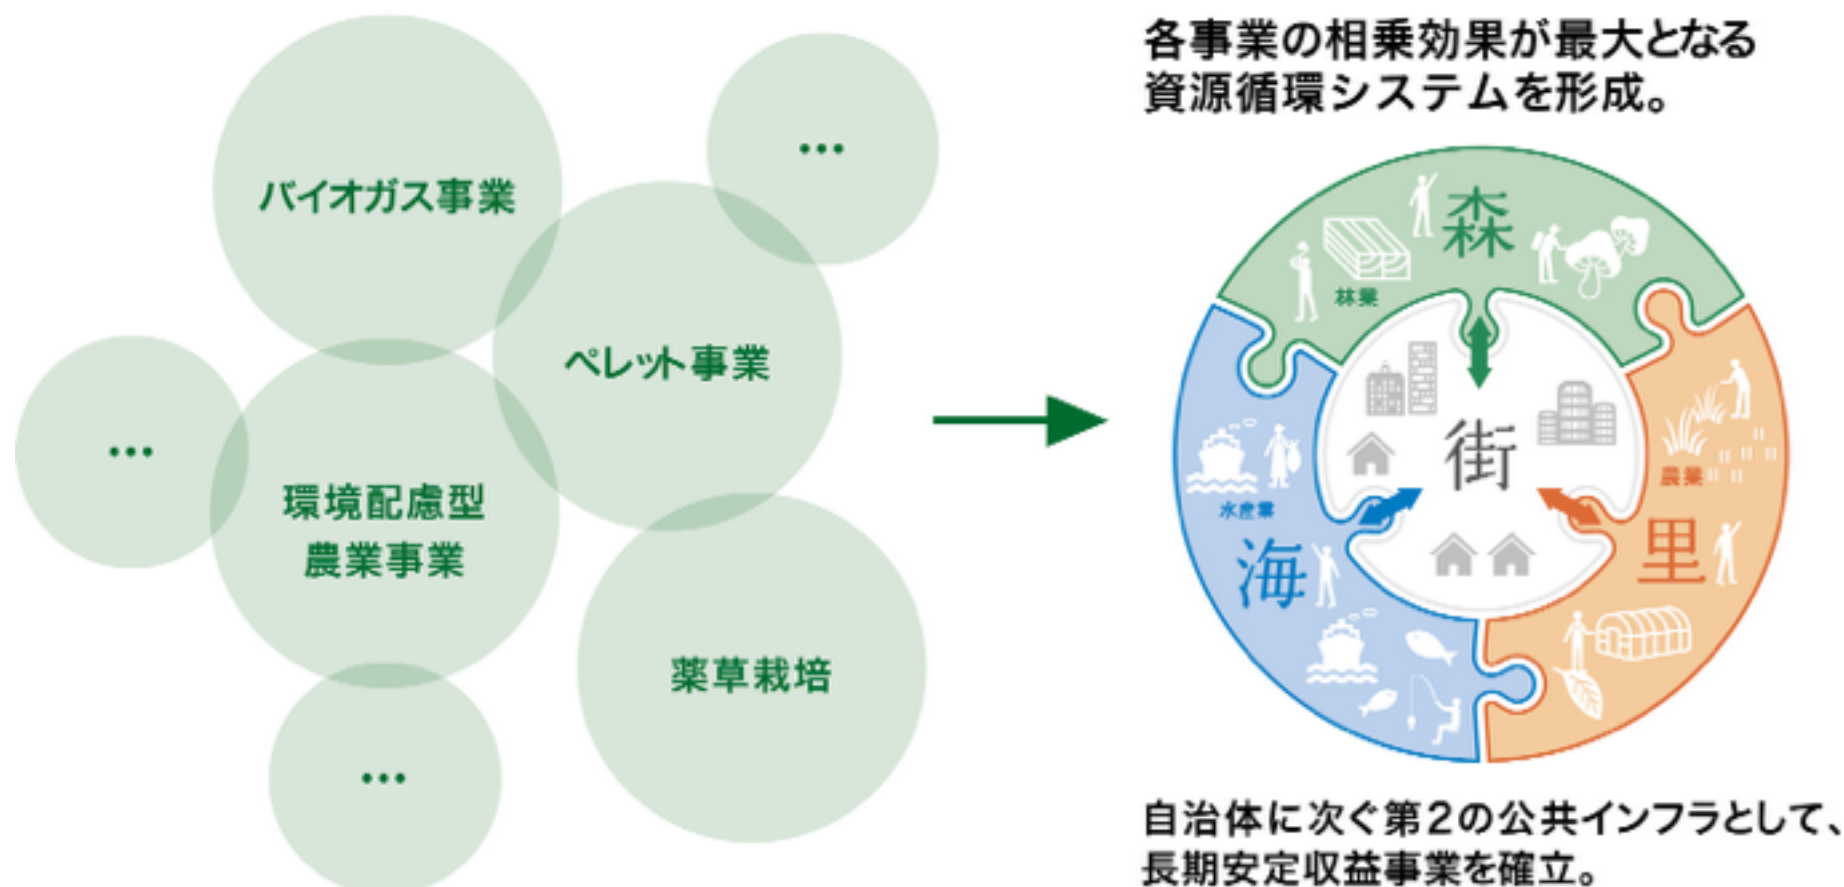 バイオガス事業
…
ペレット事業
…
環境配慮型
農業事業
薬草栽培
…
各事業の相乗効果が最大となる
資源循環システムを形成。
森
林業
街
農業
水産業
海
里
自治体に次ぐ第2の公共インフラとして、
長期安定収益事業を確立。